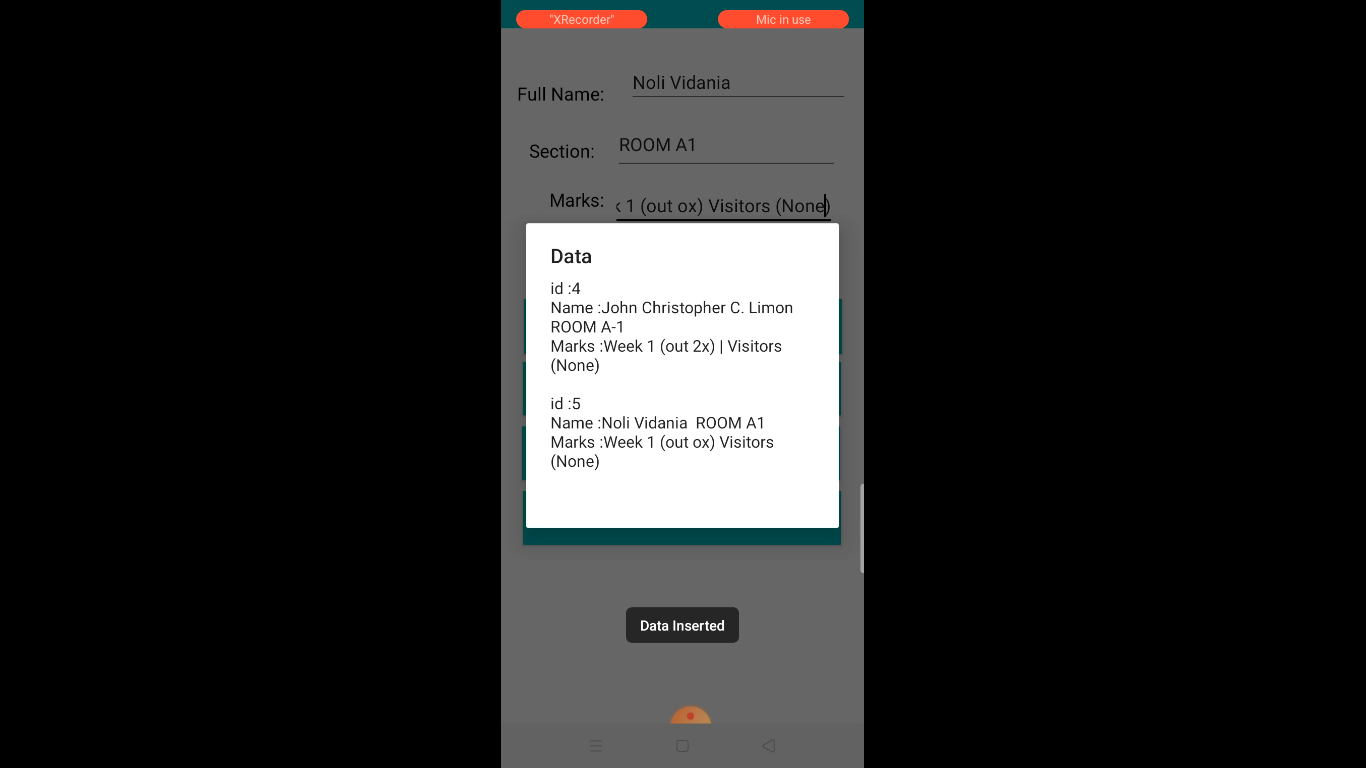 "XRecorder" Mic in use
Full Name: Noli Vidania
Section: ROOM A1
Marks: 1 (out ox) Visitors (None)
Data
id :4
Name :John Christopher C. Limon
ROOM A-1
Marks :Week 1 (out 2x) | Visitors
(None)
id :5
Name :Noli Vidania  ROOM A1
Marks :Week 1 (out ox) Visitors
(None)
Data Inserted